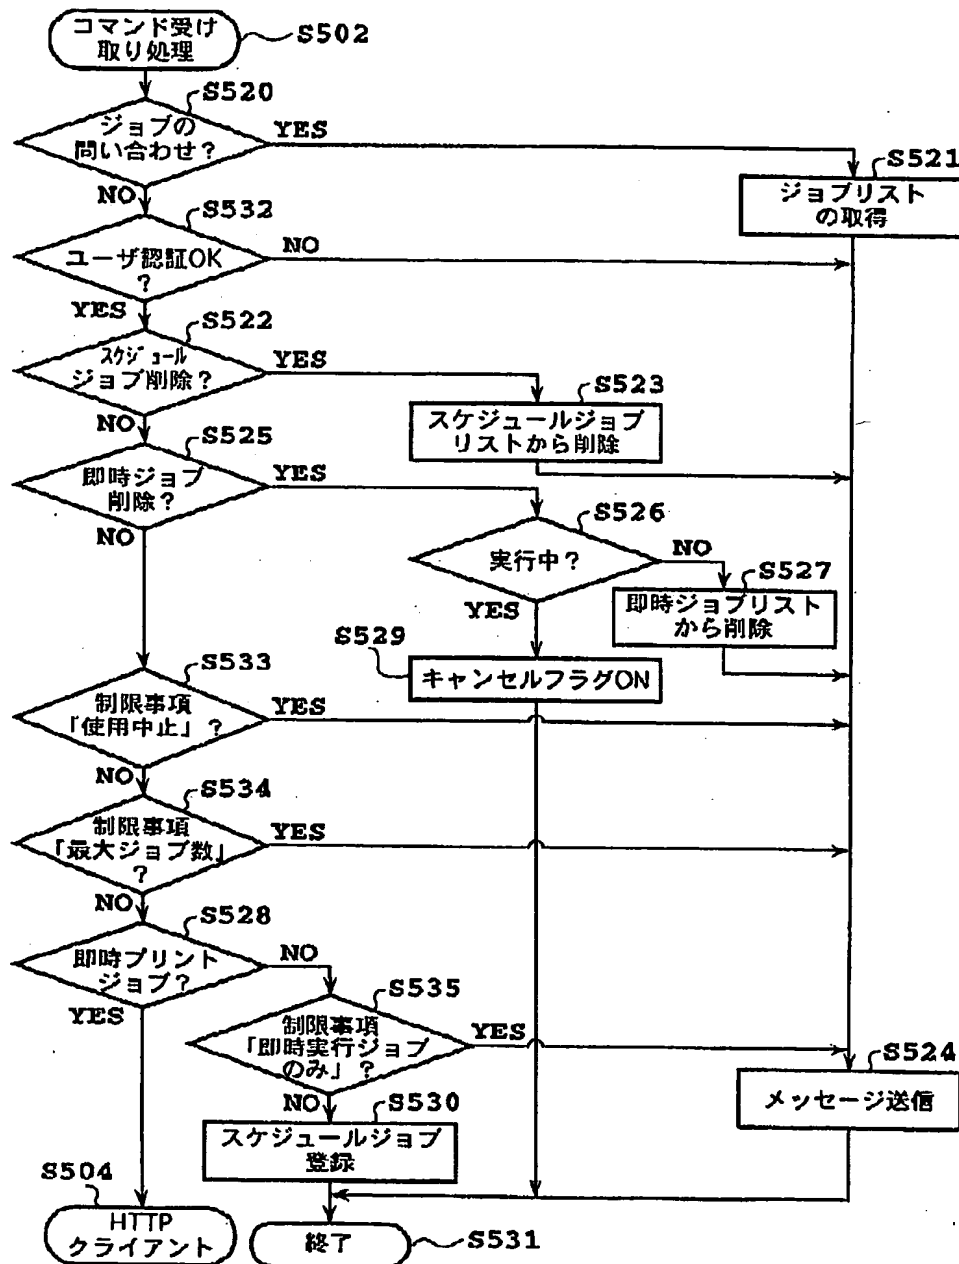 コマンド受け
取り処理
S502
S520
ジョブの
問い合わせ？
YES
S521
ジョブリスト
の取得
NO
S532
ユーザ認証OK
？
NO
YES
S522
スケジュール
ジョブ削除？
YES
S523
スケジュールジョブ
リストから削除
NO
S525
即時ジョブ
削除？
YES
S526
実行中？
NO
S527
即時ジョブリスト
から削除
NO
YES
S529
キャンセルフラグON
S533
制限事項
「使用中止」？
YES
NO
S534
制限事項
「最大ジョブ数」
？
YES
NO
S528
即時プリント
ジョブ？
NO
YES
S535
制限事項
「即時実行ジョブ
のみ」？
YES
S524
メッセージ送信
NO
S530
スケジュールジョブ
登録
S504
HTTP
クライアント
終了
S531